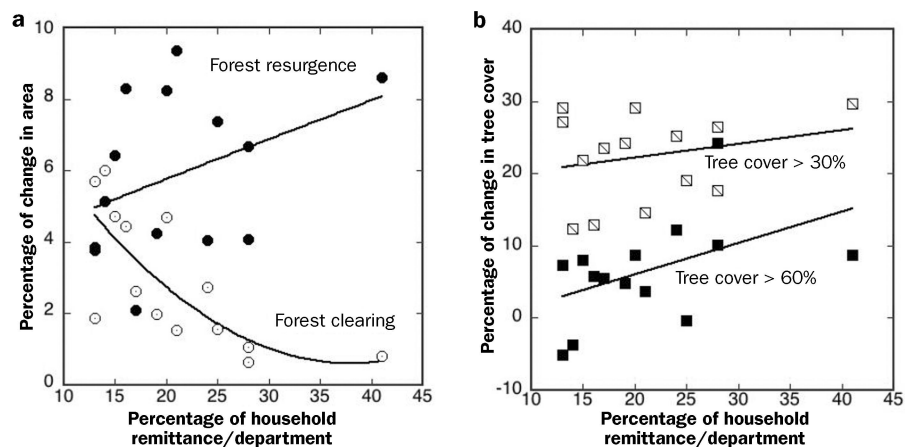 a
Percentage of change in area
10
8
6
4
2
0
Forest resurgence
Forest clearing
10 15 20 25 30 35 40 45
Percentage of household
remittance/department
b
Percentage of change in tree cover
40
30
20
10
0
-10
Tree cover > 30%
Tree cover > 60%
10 15 20 25 30 35 40 45
Percentage of household
remittance/department